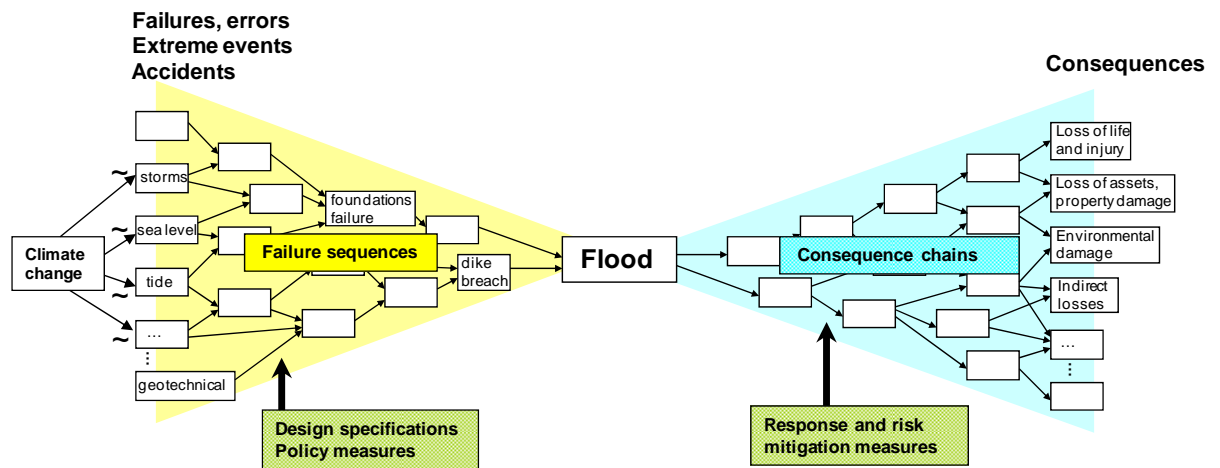 Failures, errors
Extreme events
Accidents
Consequences
~
storms
~
sea level
Climate
change
tide
~
...
~
...
geotechnical
foundations
failure
Failure sequences
dike
breach
Flood
Consequence chains
Loss of life
and injury
Loss of assets,
property damage
Environmental
damage
Indirect
losses
...
...
Design specifications
Policy measures
Response and risk
mitigation measures